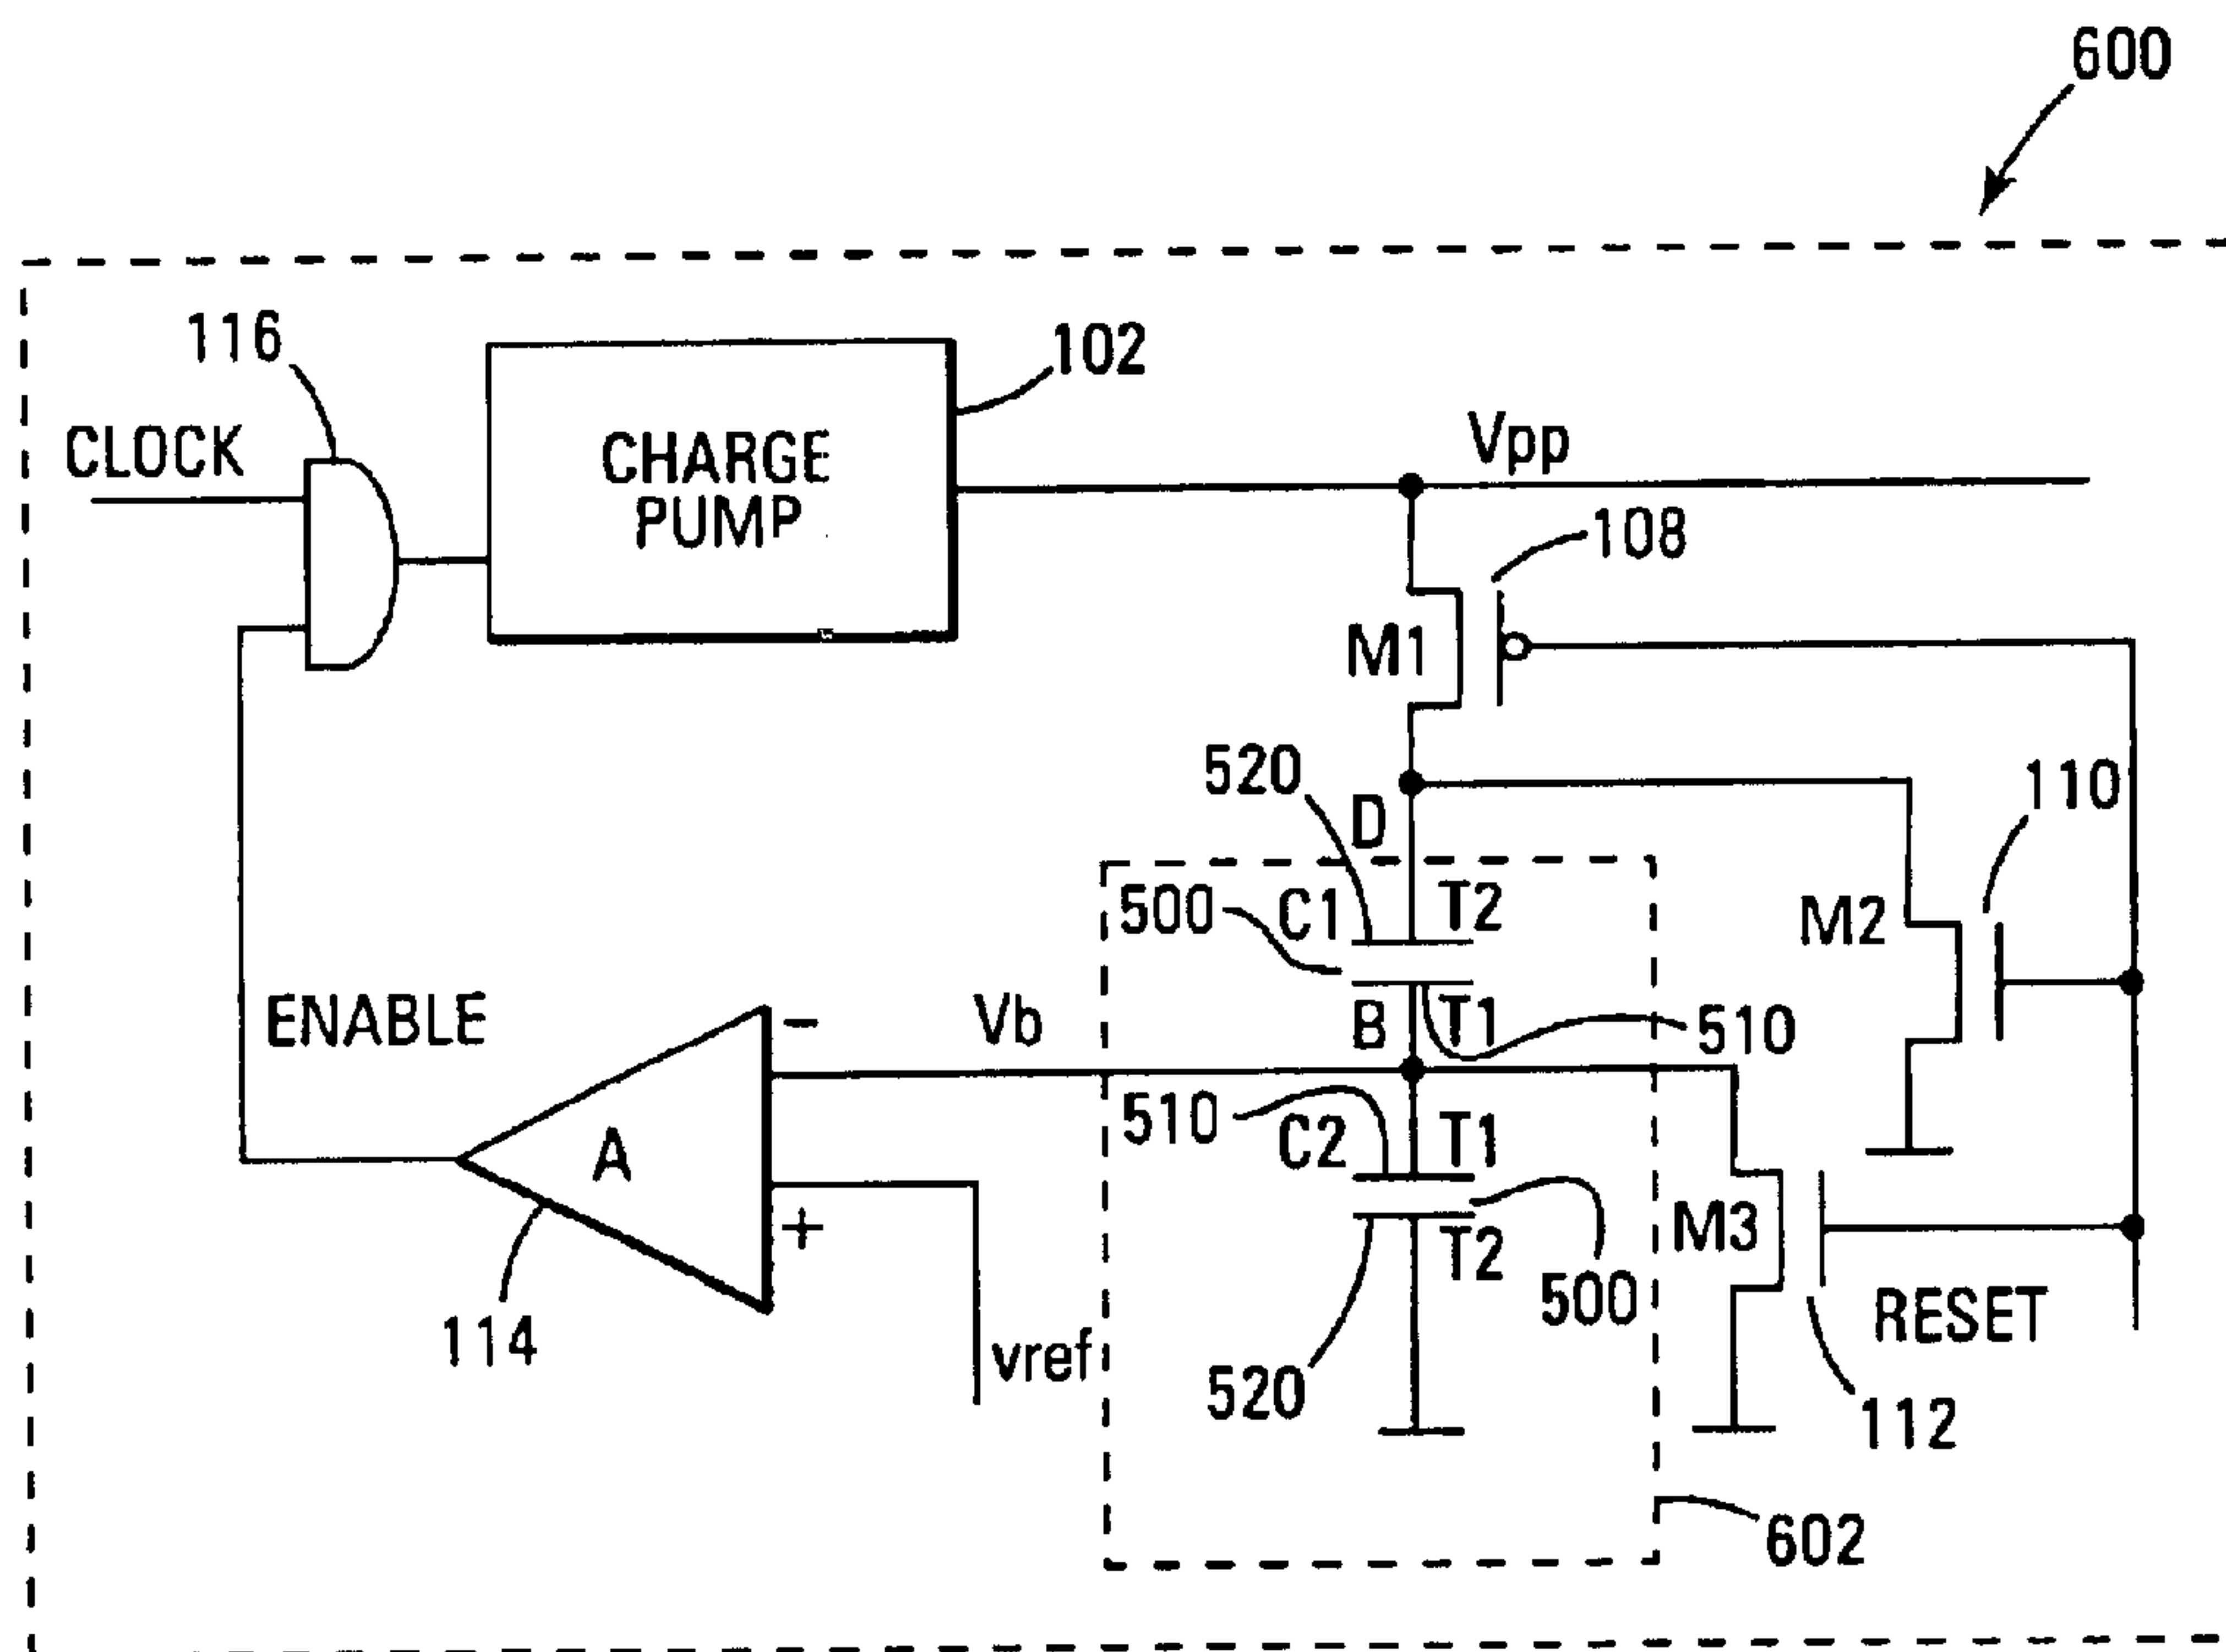 600
116
102
CLOCK
CHARGE
PUMP
Vpp
108
M1
520
110
D
500
C1
T2
M2
ENABLE
-
Vb
B
T1
510
510
C2
T1
A
+
M3
T2
500
RESET
114
vref
520
112
602